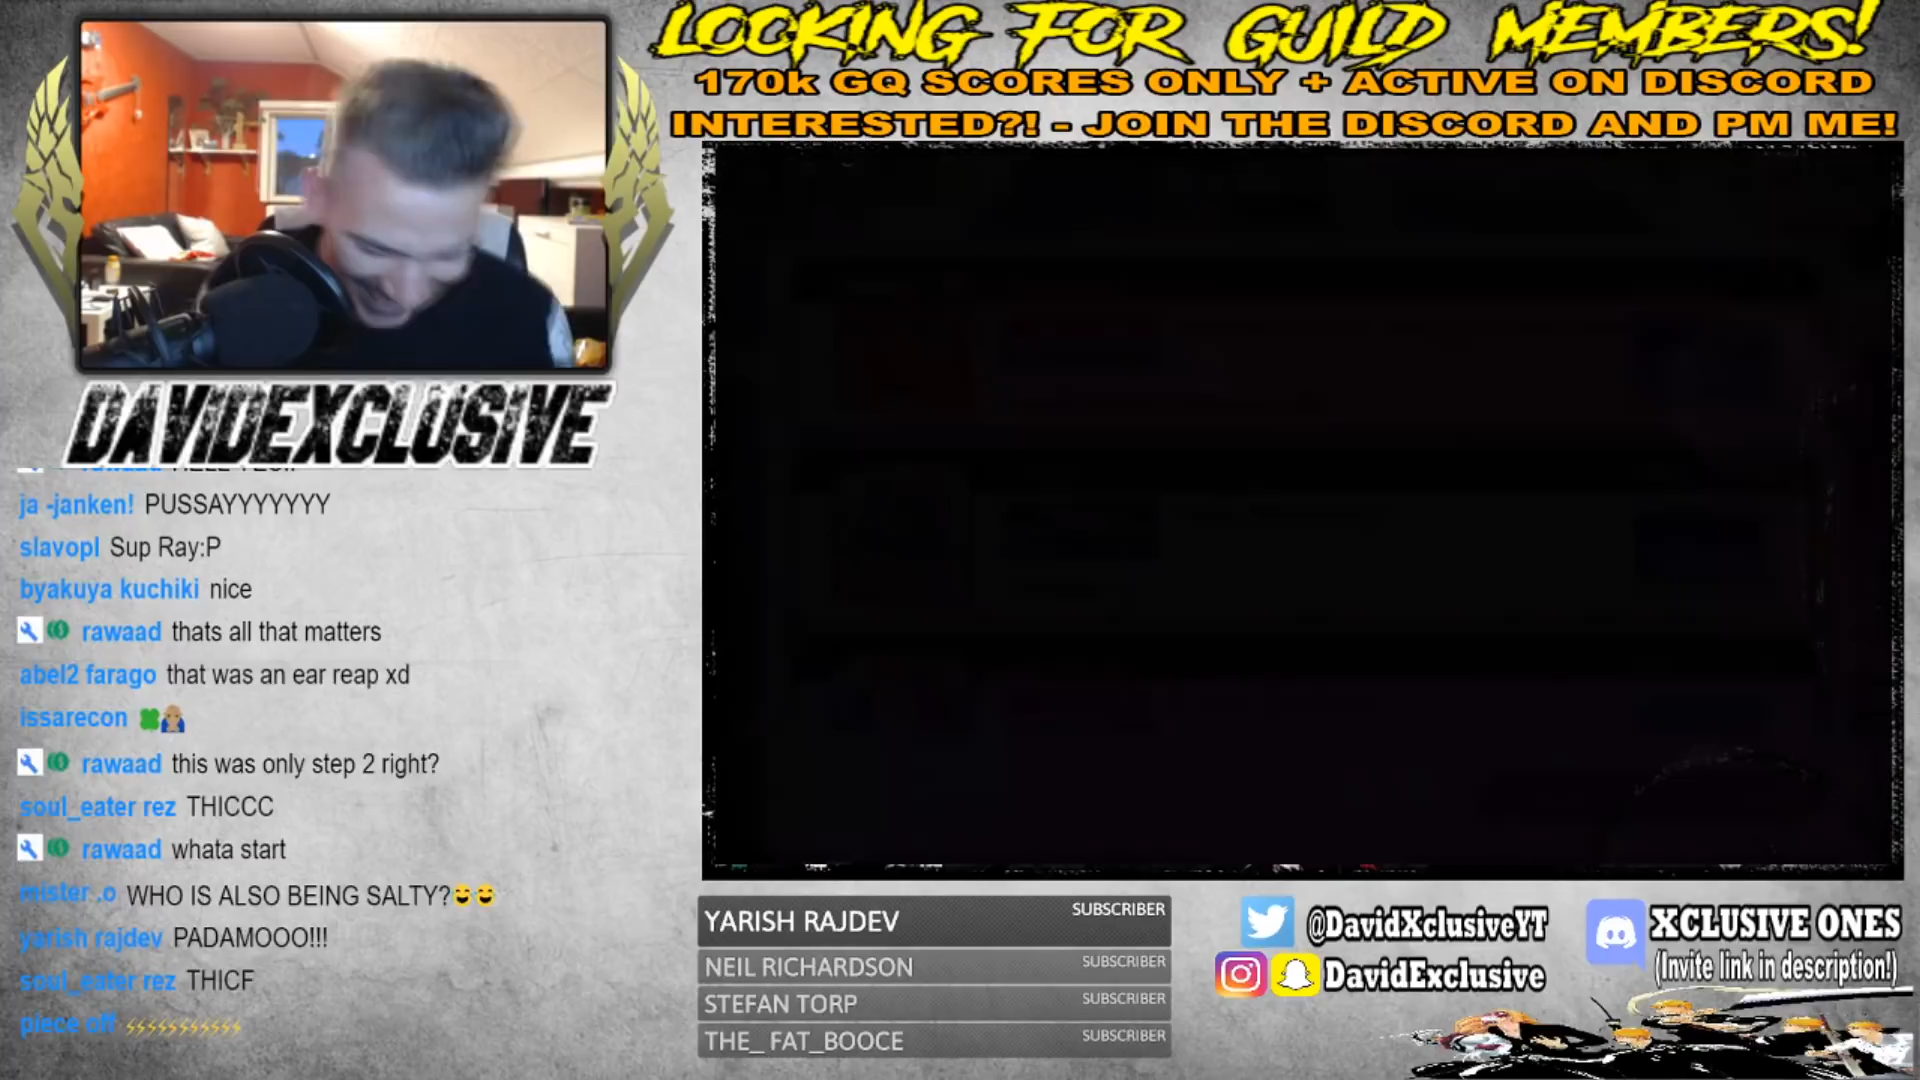 LOOKING FOR GUILD MEMBERS!
170k GQ SCORES ONLY + ACTIVE ON DISCORD
INTERESTED?! - JOIN THE DISCORD AND PM ME!
DAVIDEXCLUSIVE
ja -janken! PUSSAYYYYYYY
slavopl Sup Ray:P
byakuya kuchiki nice
rawaad thats all that matters
abel2 farago that was an ear reap xd
issarecon 🍀
rawaad this was only step 2 right?
soul_eater rez THICCC
rawaad whata start
mister .o WHO IS ALSO BEING SALTY?😆😆
yarish rajdev PADAMOOO!!!
soul_eater rez THICF
piece off ⚡⚡⚡⚡⚡⚡⚡⚡⚡⚡⚡
YARISH RAJDEV SUBSCRIBER
NEIL RICHARDSON SUBSCRIBER
STEFAN TORP SUBSCRIBER
THE_ FAT_BOOCE SUBSCRIBER
@DavidXclusiveYT
DavidExclusive
XCLUSIVE ONES
(Invite link in description!)